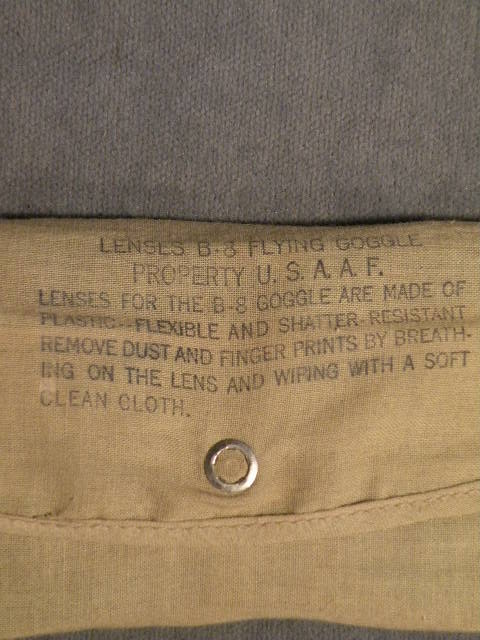 LENSES B-8 FLYING GOGGLE
PROPERTY U. S. A. A. F.
LENSES FOR THE B-8 GOGGLE ARE MADE OF
PLASTIC--FLEXIBLE AND SHATTER-RESISTANT
REMOVE DUST AND FINGER PRINTS BY BREATH-
ING ON THE LENS AND WIPING WITH A SOFT
CLEAN CLOTH.